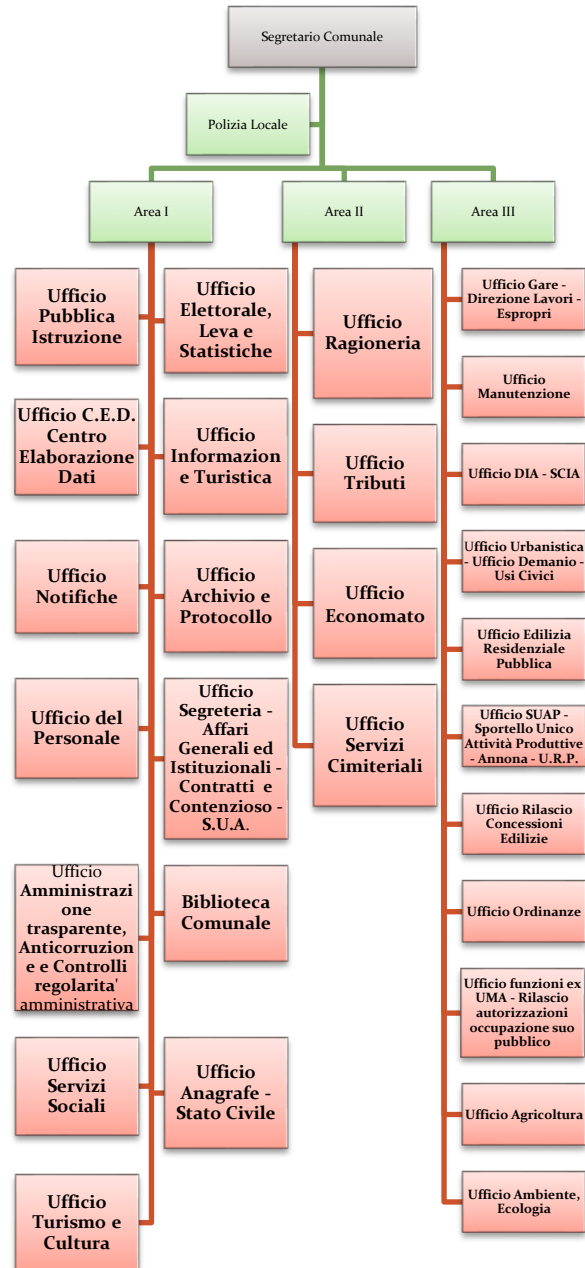 Segretario Comunale
Polizia Locale
Area I
Area II
Area III
Ufficio
Pubblica
Istruzione
Ufficio
Elettorale,
Leva e
Statistiche
Ufficio C.E.D.
Centro
Elaborazione
Dati
Ufficio
Informazion
e Turistica
Ufficio
Notifiche
Ufficio
Archivio e
Protocollo
Ufficio del
Personale
Ufficio
Segreteria -
Affari
Generali ed
Istituzionali -
Contratti e
Contenzioso -
S.U.A.
Ufficio
Amministrazi
one
trasparente,
Anticorruzion
e e Controlli
regolarita'
amministrativa
Biblioteca
Comunale
Ufficio
Servizi
Sociali
Ufficio
Anagrafe -
Stato Civile
Ufficio
Turismo e
Cultura
Ufficio
Ragioneria
Ufficio
Tributi
Ufficio
Economato
Ufficio
Servizi
Cimiteriali
Ufficio Gare -
Direzione Lavori -
Espropri
Ufficio
Manutenzione
Ufficio DIA - SCIA
Ufficio Urbanistica
- Ufficio Demanio -
Usi Civici
Ufficio Edilizia
Residenziale
Pubblica
Ufficio SUAP -
Sportello Unico
Attività Produttive
- Annona - U.R.P.
Ufficio Rilascio
Concessioni
Edilizie
Ufficio Ordinanze
Ufficio funzioni ex
UMA - Rilascio
autorizzazioni
occupazione suo
pubblico
Ufficio Agricoltura
Ufficio Ambiente,
Ecologia